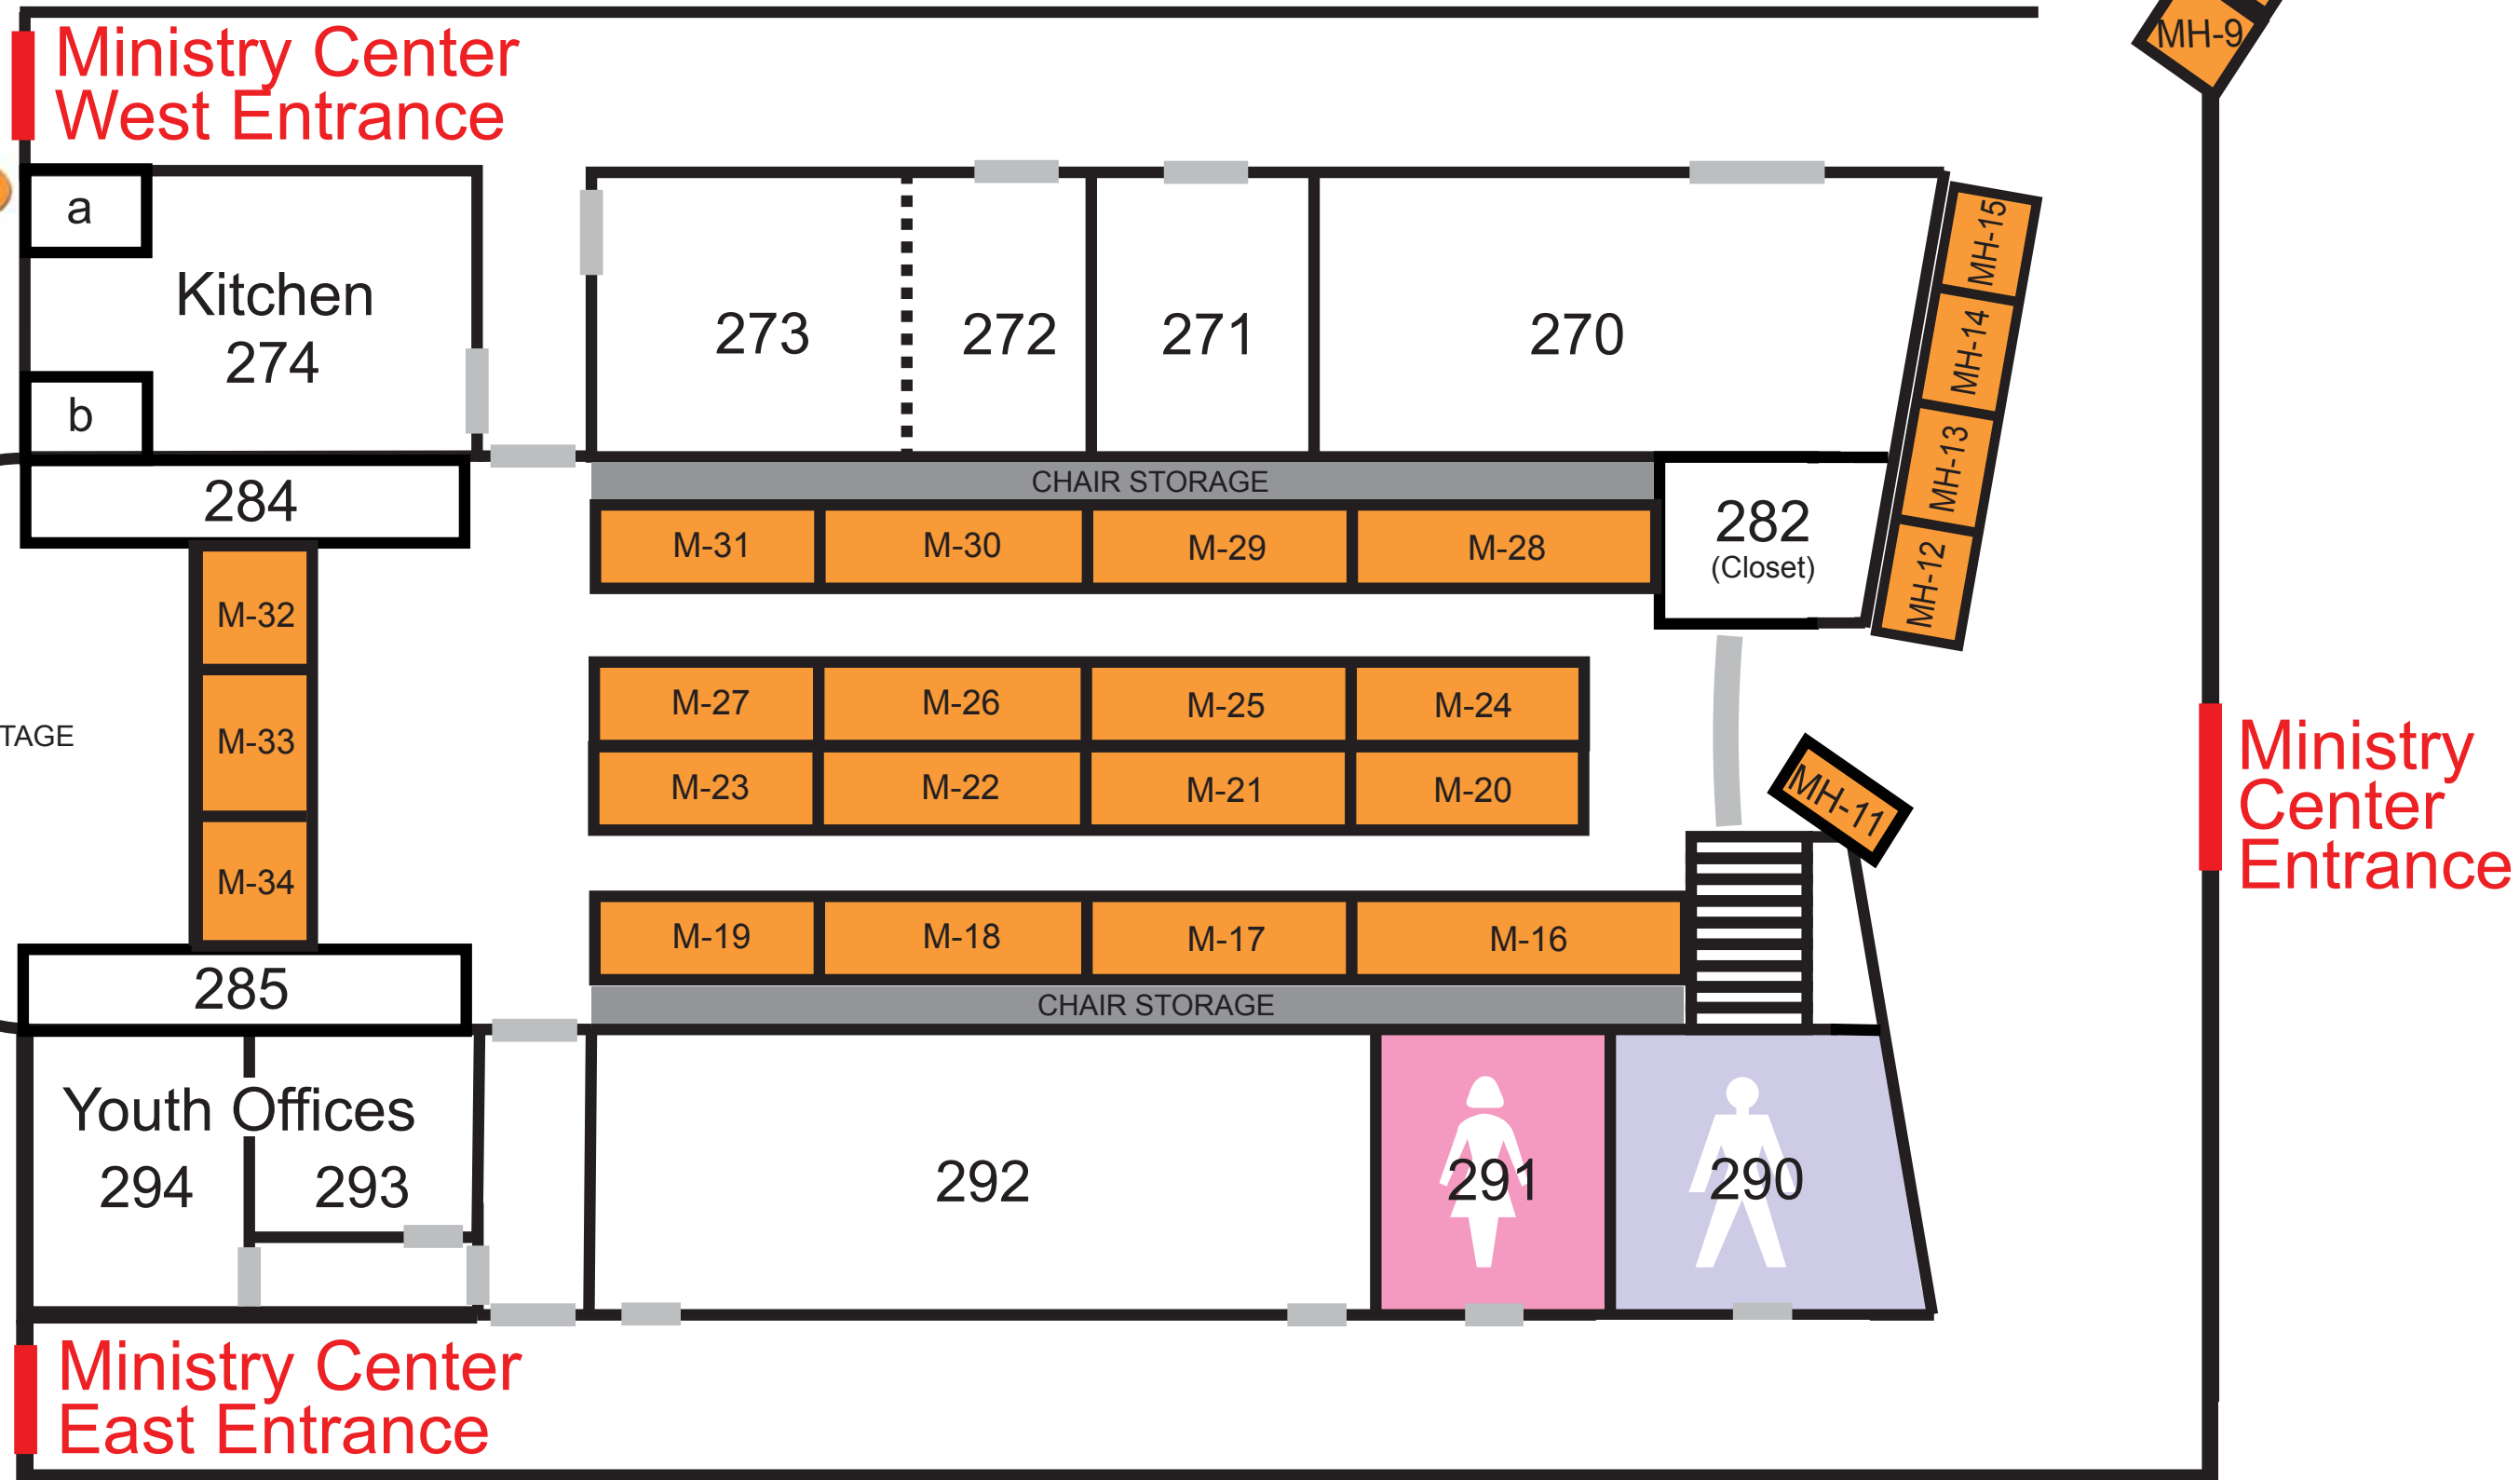 Ministry Center
West Entrance
MH-9
a
Kitchen
274
b
273
272
271
270
MH-15
MH-14
MH-13
MH-12
284
CHAIR STORAGE
282
(Closet)
M-31
M-30
M-29
M-28
M-32
M-33
M-34
M-27
M-26
M-25
M-24
TAGE
M-23
M-22
M-21
M-20
MH-11
Ministry
Center
Entrance
M-19
M-18
M-17
M-16
285
CHAIR STORAGE
Youth Offices
294
293
292
291
290
Ministry Center
East Entrance